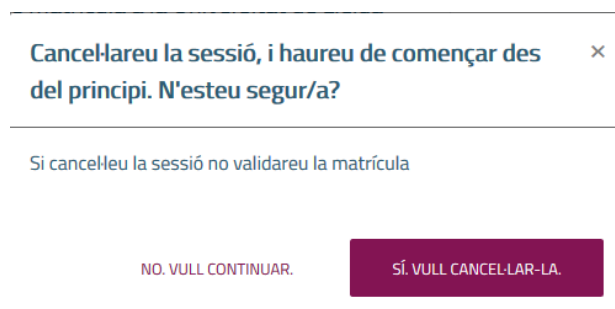 Cancel·lareu la sessió, i haureu de començar des
del principi. N'esteu segur/a?
×
Si cancel·leu la sessió no validareu la matrícula
NO. VULL CONTINUAR.
SÍ. VULL CANCEL·LAR-LA.